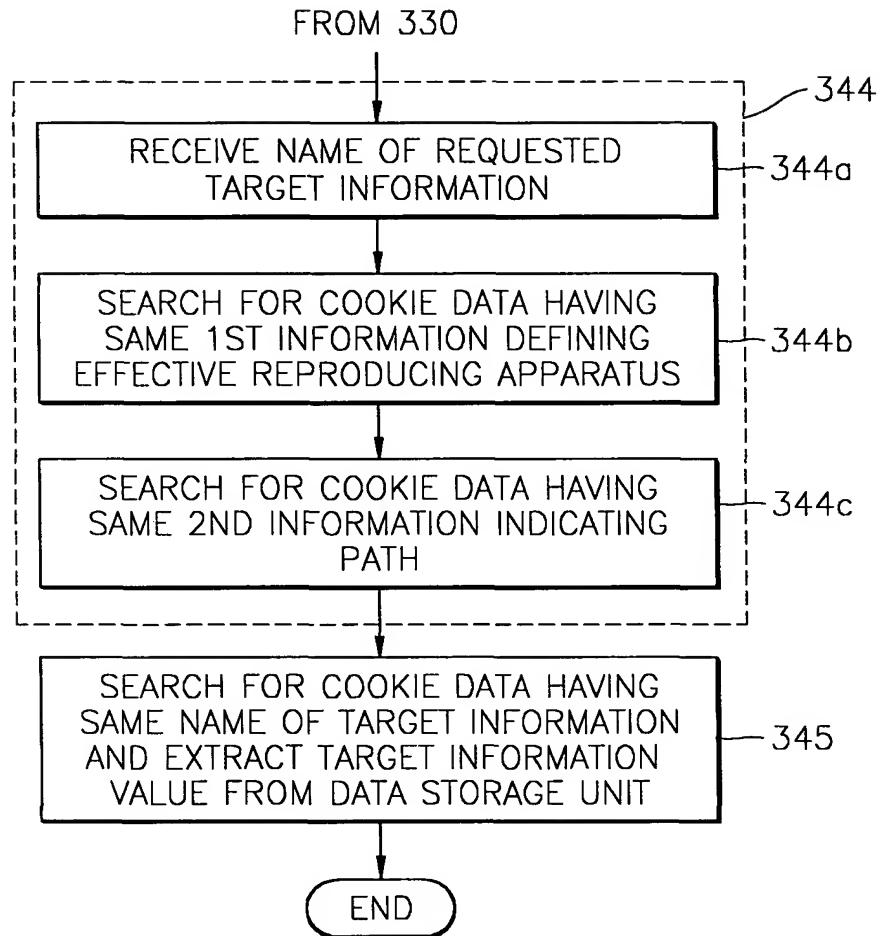 FROM 330
344
RECEIVE NAME OF REQUESTED
TARGET INFORMATION
344a
SEARCH FOR COOKIE DATA HAVING
SAME 1ST INFORMATION DEFINING
EFFECTIVE REPRODUCING APPARATUS
344b
SEARCH FOR COOKIE DATA HAVING
SAME 2ND INFORMATION INDICATING
PATH
344c
SEARCH FOR COOKIE DATA HAVING
SAME NAME OF TARGET INFORMATION
AND EXTRACT TARGET INFORMATION
VALUE FROM DATA STORAGE UNIT
345
END